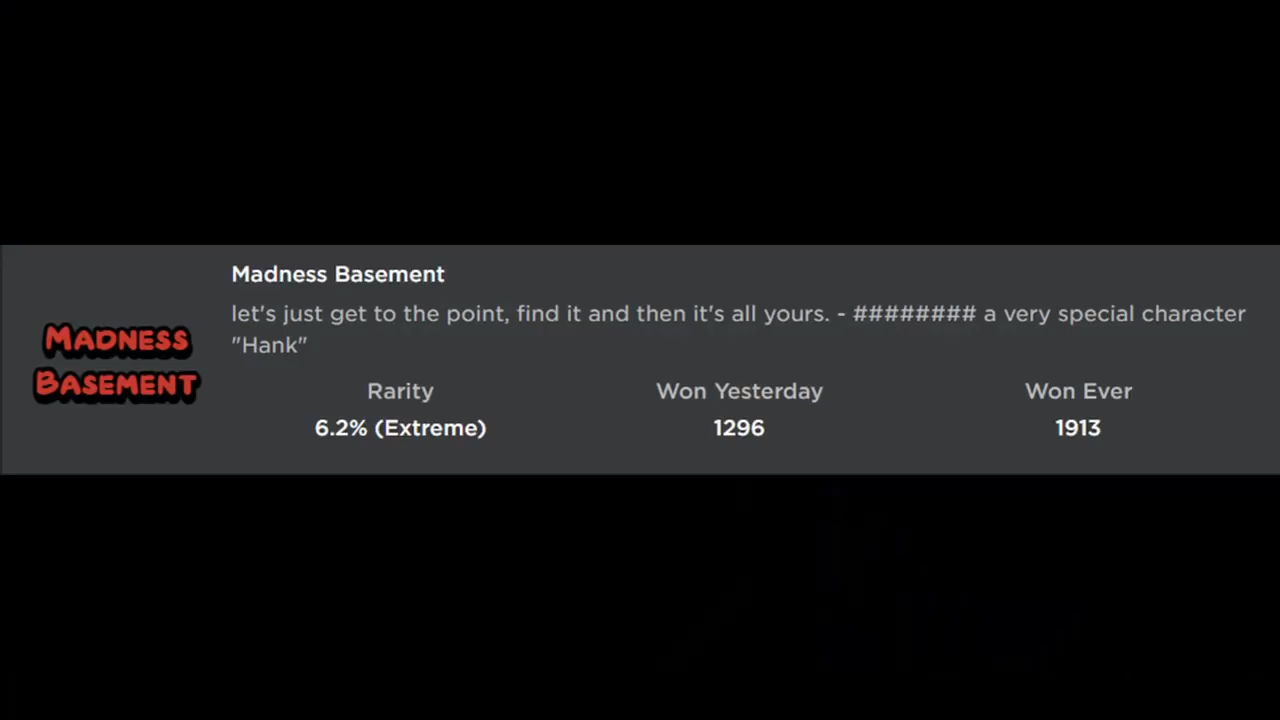 Madness Basement
let's just get to the point, find it and then it's all yours. - ######## a very special character
"Hank"
MADNESS
BASEMENT
Rarity Won Yesterday Won Ever
6.2% (Extreme) 1296 1913